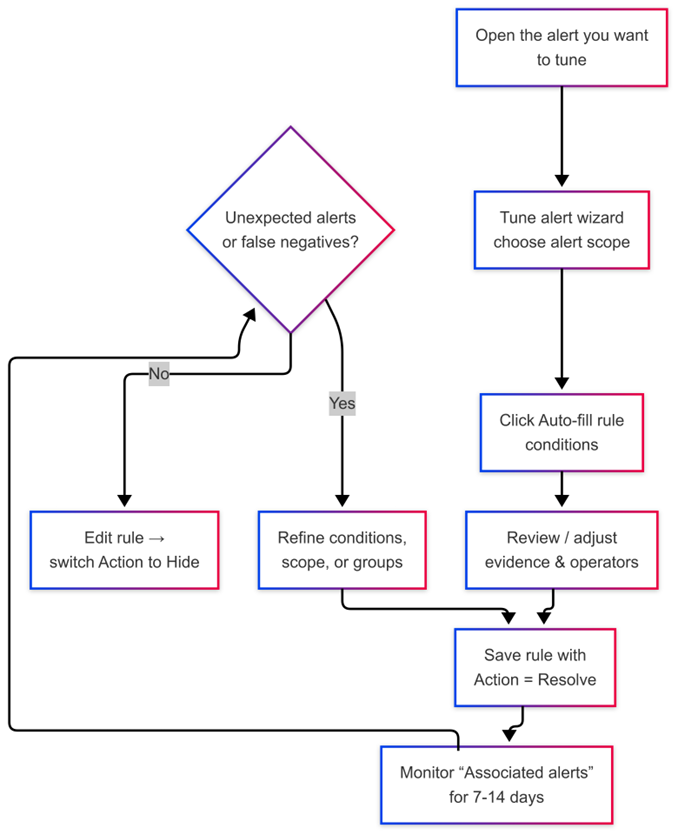 Open the alert you want
to tune
Tune alert wizard
choose alert scope
Click Auto-fill rule
conditions
Review / adjust
evidence & operators
Save rule with
Action = Resolve
Monitor “Associated alerts”
for 7-14 days
Unexpected alerts
or false negatives?
No
Yes
Edit rule →
switch Action to Hide
Refine conditions,
scope, or groups